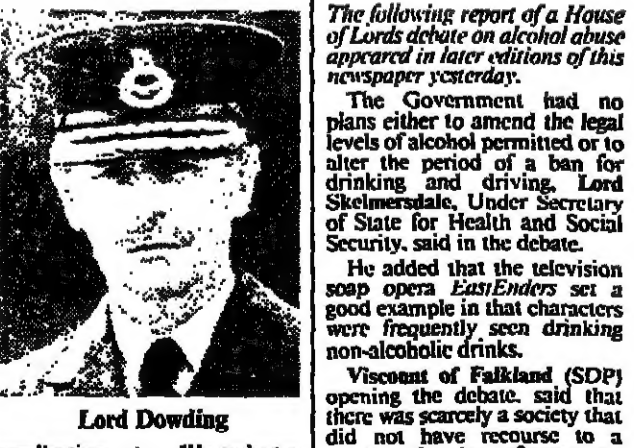 Lord Dowding
The following report of a House
of Lords debate on alcohol abuse
appeared in later editions of this
newspaper yesterday.
The Government had no
plans either to amend the legal
levels of alcohol permitted or to
alter the period of a ban for
drinking and driving, Lord
Skelmersdale, Under Secretary
of State for Health and Social
Security, said in the debate.
He added that the television
soap opera EastEnders set a
good example in that characters
were frequently seen drinking
non-alcoholic drinks.
Viscount of Falkland (SDP)
opening the debate, said that
there was scarcely a society that
did not have recourse to a